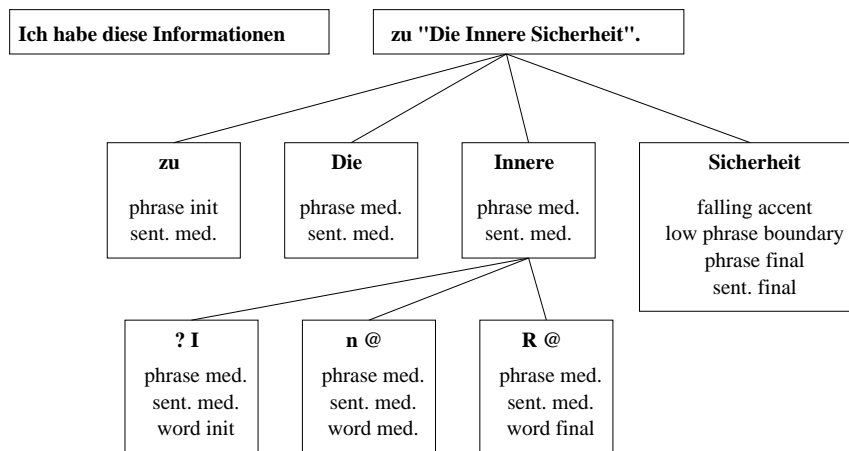 Ich habe diese Informationen
zu "Die Innere Sicherheit".
zu
phrase init
sent. med.
Die
phrase med.
sent. med.
Innere
phrase med.
sent. med.
Sicherheit
falling accent
low phrase boundary
phrase final
sent. final
? I
phrase med.
sent. med.
word init
n @
phrase med.
sent. med.
word med.
R @
phrase med.
sent. med.
word final